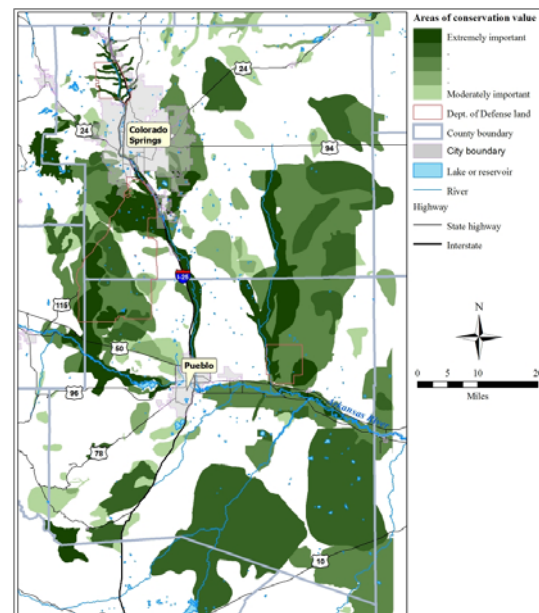 Areas of conservation value
Extremely important
Moderately important
Dept. of Defense land
County boundary
City boundary
Lake or reservoir
River
Highway
State highway
Interstate
N
0 5 10 20
Miles
24
24
Colorado
Springs
94
I-25
115
50
Pueblo
96
Arkansas River
78
10